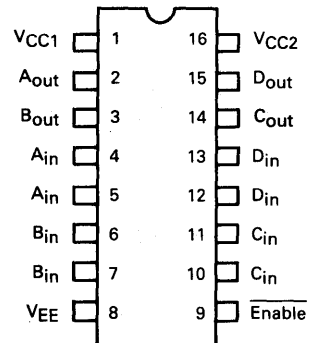 VCC1 1 16 VCC2
Aout 2 15 Dout
Bout 3 14 Cout
Ain 4 13 Din
Ain 5 12 Din
Bin 6 11 Cin
Bin 7 10 Cin
VEE 8 9 Enable